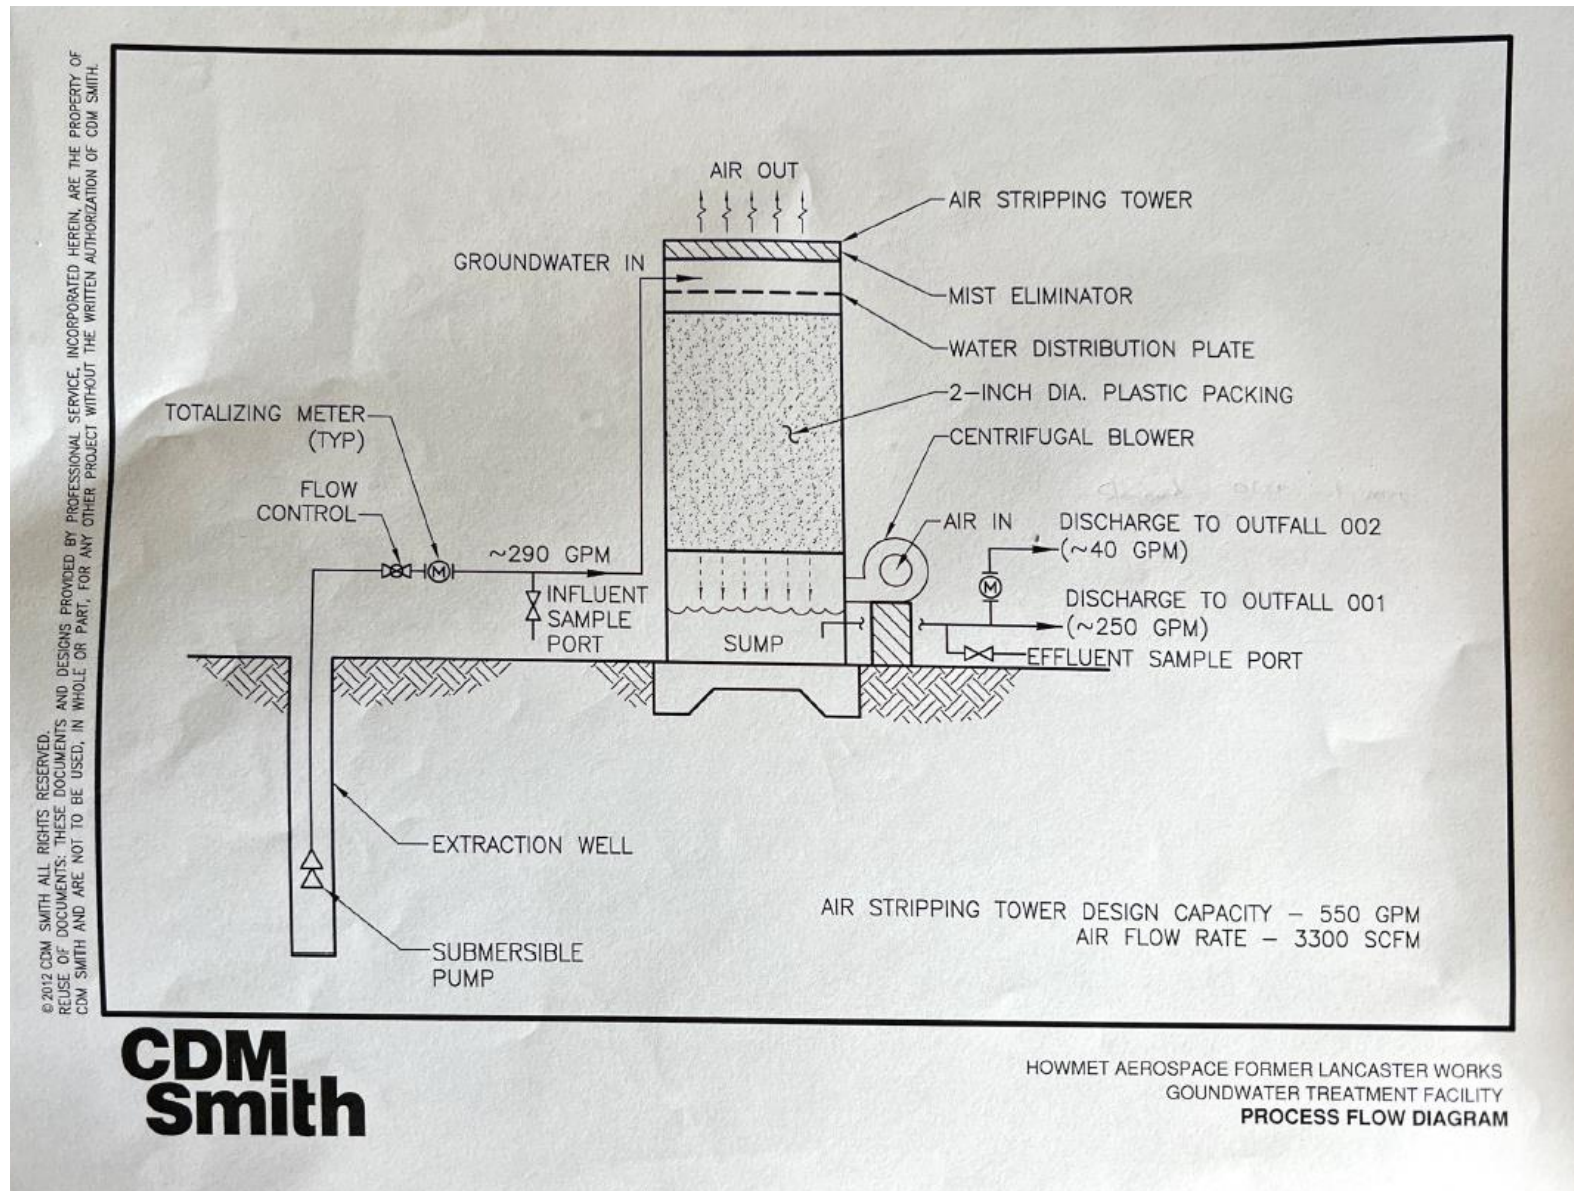 © 2012 CDM SMITH ALL RIGHTS RESERVED.
REUSE OF DOCUMENTS: THESE DOCUMENTS AND DESIGNS PROVIDED BY PROFESSIONAL SERVICE, INCORPORATED HEREIN, ARE THE PROPERTY OF
CDM SMITH AND ARE NOT TO BE USED, IN WHOLE OR PART, FOR ANY OTHER PROJECT WITHOUT THE WRITTEN AUTHORIZATION OF CDM SMITH.
AIR OUT
AIR STRIPPING TOWER
GROUNDWATER IN
MIST ELIMINATOR
WATER DISTRIBUTION PLATE
2-INCH DIA. PLASTIC PACKING
TOTALIZING METER
(TYP)
CENTRIFUGAL BLOWER
FLOW
CONTROL
M
~290 GPM
INFLUENT
SAMPLE
PORT
AIR IN
DISCHARGE TO OUTFALL 002
(~40 GPM)
M
DISCHARGE TO OUTFALL 001
(~250 GPM)
SUMP
EFFLUENT SAMPLE PORT
EXTRACTION WELL
SUBMERSIBLE
PUMP
AIR STRIPPING TOWER DESIGN CAPACITY - 550 GPM
AIR FLOW RATE - 3300 SCFM
CDM
Smith
HOWMET AEROSPACE FORMER LANCASTER WORKS
GOUNDWATER TREATMENT FACILITY
PROCESS FLOW DIAGRAM